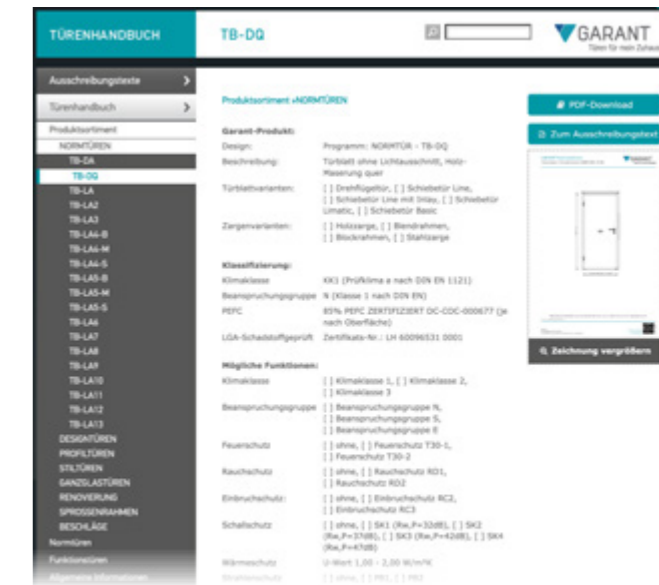 TÜRENHANDBUCH
TB-DQ
GARANT
Türen für mein Zuhaus
Ausschreibungstexte
Türenhandbuch
Produktsortiment
NORMTÜREN
TB-DA
TB-DQ
TB-LA
TB-LA2
TB-LA3
TB-LA4-B
TB-LA4-M
TB-LA4-S
TB-LA5-B
TB-LA5-M
TB-LA5-S
TB-LA6
TB-LA7
TB-LA8
TB-LA9
TB-LA10
TB-LA11
TB-LA12
TB-LA13
DESIGNTÜREN
PROFILTÜREN
STILTÜREN
GANZGLASTÜREN
RENOVIERUNG
SPROSSENRAHMEN
BESCHLÄGE
Normtüren
Funktionstüren
Allgemeine Informationen
Produktsortiment »NORMTÜREN
Garant-Produkt:
Design: Programm: NORMTÜR - TB-DQ
Beschreibung: Türblatt ohne Lichtausschnitt, Holz-
Maserung quer
Türblattvarianten: [ ] Drehflügeltür, [ ] Schiebetür Line,
[ ] Schiebetür Line mit Inlay, [ ] Schiebetür
Limatic, [ ] Schiebetür Basic
Zargenvarianten: [ ] Holzzarge, [ ] Blendrahmen,
[ ] Blockrahmen, [ ] Stahlzarge
Klassifizierung:
Klimaklasse KK1 (Prüfklima a nach DIN EN 1121)
Beanspruchungsgruppe N (Klasse 1 nach DIN EN)
PEFC 85% PEFC ZERTIFIZIERT DC-COC-000677 (je
nach Oberfläche)
LGA-Schadstoffgeprüft Zertifikats-Nr.: LH 60096531 0001
Mögliche Funktionen:
Klimaklasse [ ] Klimaklasse 1, [ ] Klimaklasse 2,
[ ] Klimaklasse 3
Beanspruchungsgruppe [ ] Beanspruchungsgruppe N,
[ ] Beanspruchungsgruppe S,
[ ] Beanspruchungsgruppe E
Feuerschutz [ ] ohne, [ ] Feuerschutz T30-1,
[ ] Feuerschutz T30-2
Rauchschutz [ ] ohne, [ ] Rauchschutz RD1,
[ ] Rauchschutz RD2
Einbruchschutz: [ ] ohne, [ ] Einbruchschutz RC2,
[ ] Einbruchschutz RC3
Schallschutz [ ] ohne, [ ] SK1 (Rw,P=32dB), [ ] SK2
(Rw,P=37dB), [ ] SK3 (Rw,P=42dB), [ ] SK4
(Rw,P=47dB)
Wärmeschutz U-Wert 1,00 - 2,00 W/m²K
Strahlenschutz [ ] ohne, [ ] PB1, [ ] PB2
PDF-Download
Zum Ausschreibungstext
Zeichnung vergrößern